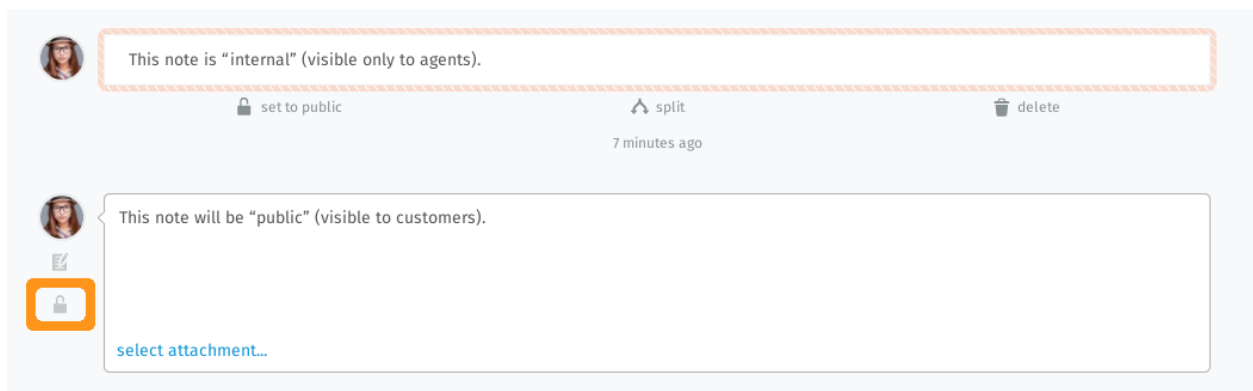 This note is “internal” (visible only to agents).
set to public split delete
7 minutes ago
This note will be “public” (visible to customers).
select attachment...